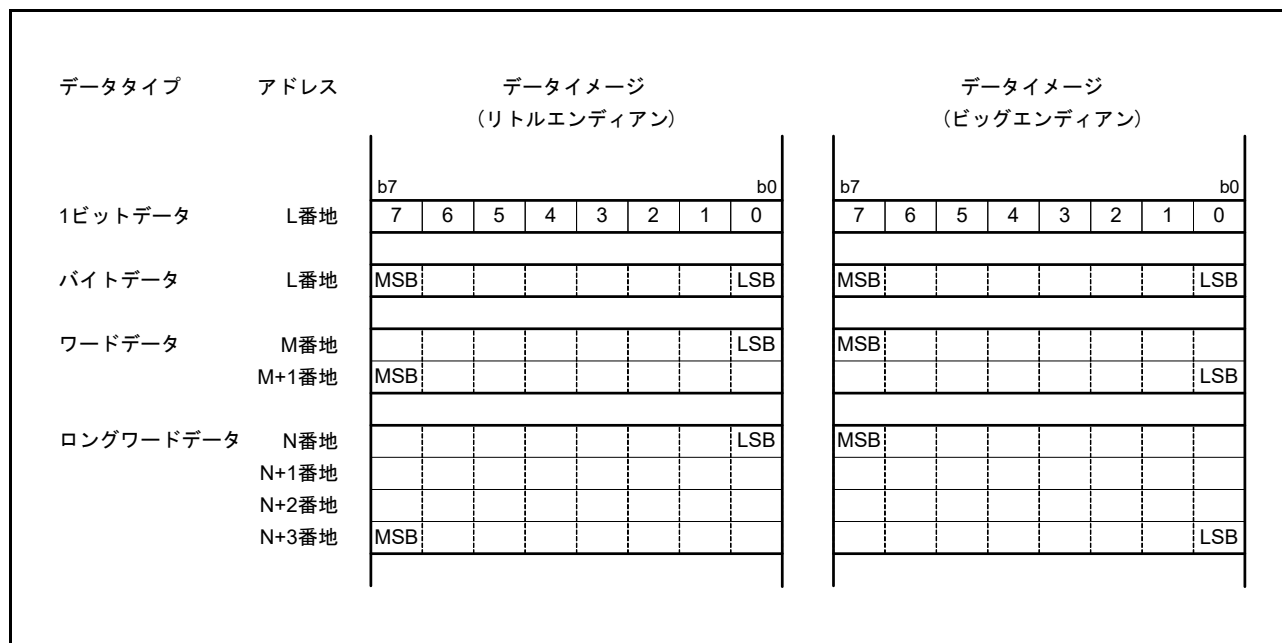 データタイプ アドレス データイメージ データイメージ
(リトルエンディアン) (ビッグエンディアン)
b7 b0 b7 b0
1ビットデータ L番地 7 6 5 4 3 2 1 0 7 6 5 4 3 2 1 0
バイトデータ L番地 MSB LSB MSB LSB
ワードデータ M番地 LSB MSB
M+1番地 MSB LSB
ロングワードデータ N番地 LSB MSB
N+1番地
N+2番地
N+3番地 MSB LSB